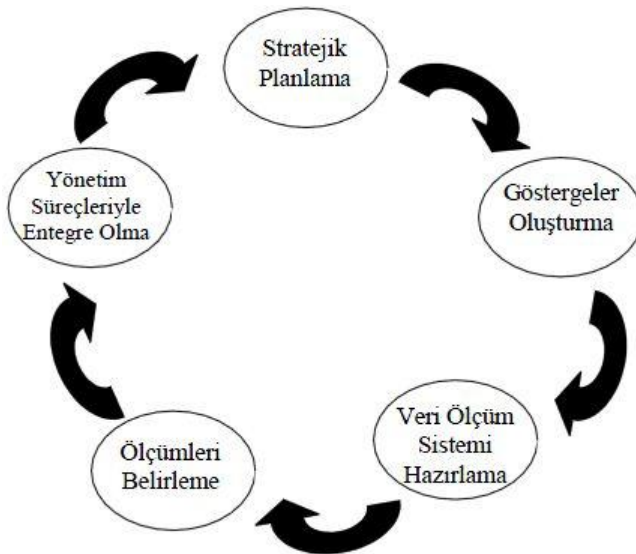 Stratejik
Planlama
Göstergeler
Oluşturma
Veri Ölçüm
Sistemi
Hazırlama
Ölçümleri
Belirleme
Yönetim
Süreçleriyle
Entegre Olma